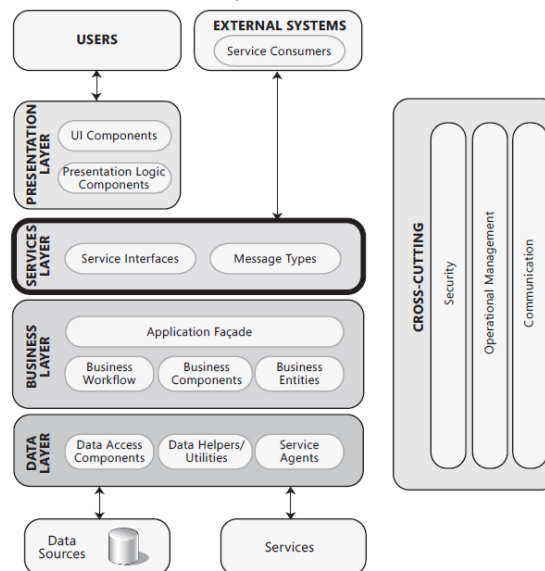 USERS
EXTERNAL SYSTEMS
Service Consumers
PRESENTATION
LAYER
UI Components
Presentation Logic
Components
SERVICES
LAYER
Service Interfaces
Message Types
BUSINESS
LAYER
Application Façade
Business
Workflow
Business
Components
Business
Entities
DATA
LAYER
Data Access
Components
Data Helpers/
Utilities
Service
Agents
Data
Sources
Services
CROSS-CUTTING
Security
Operational Management
Communication